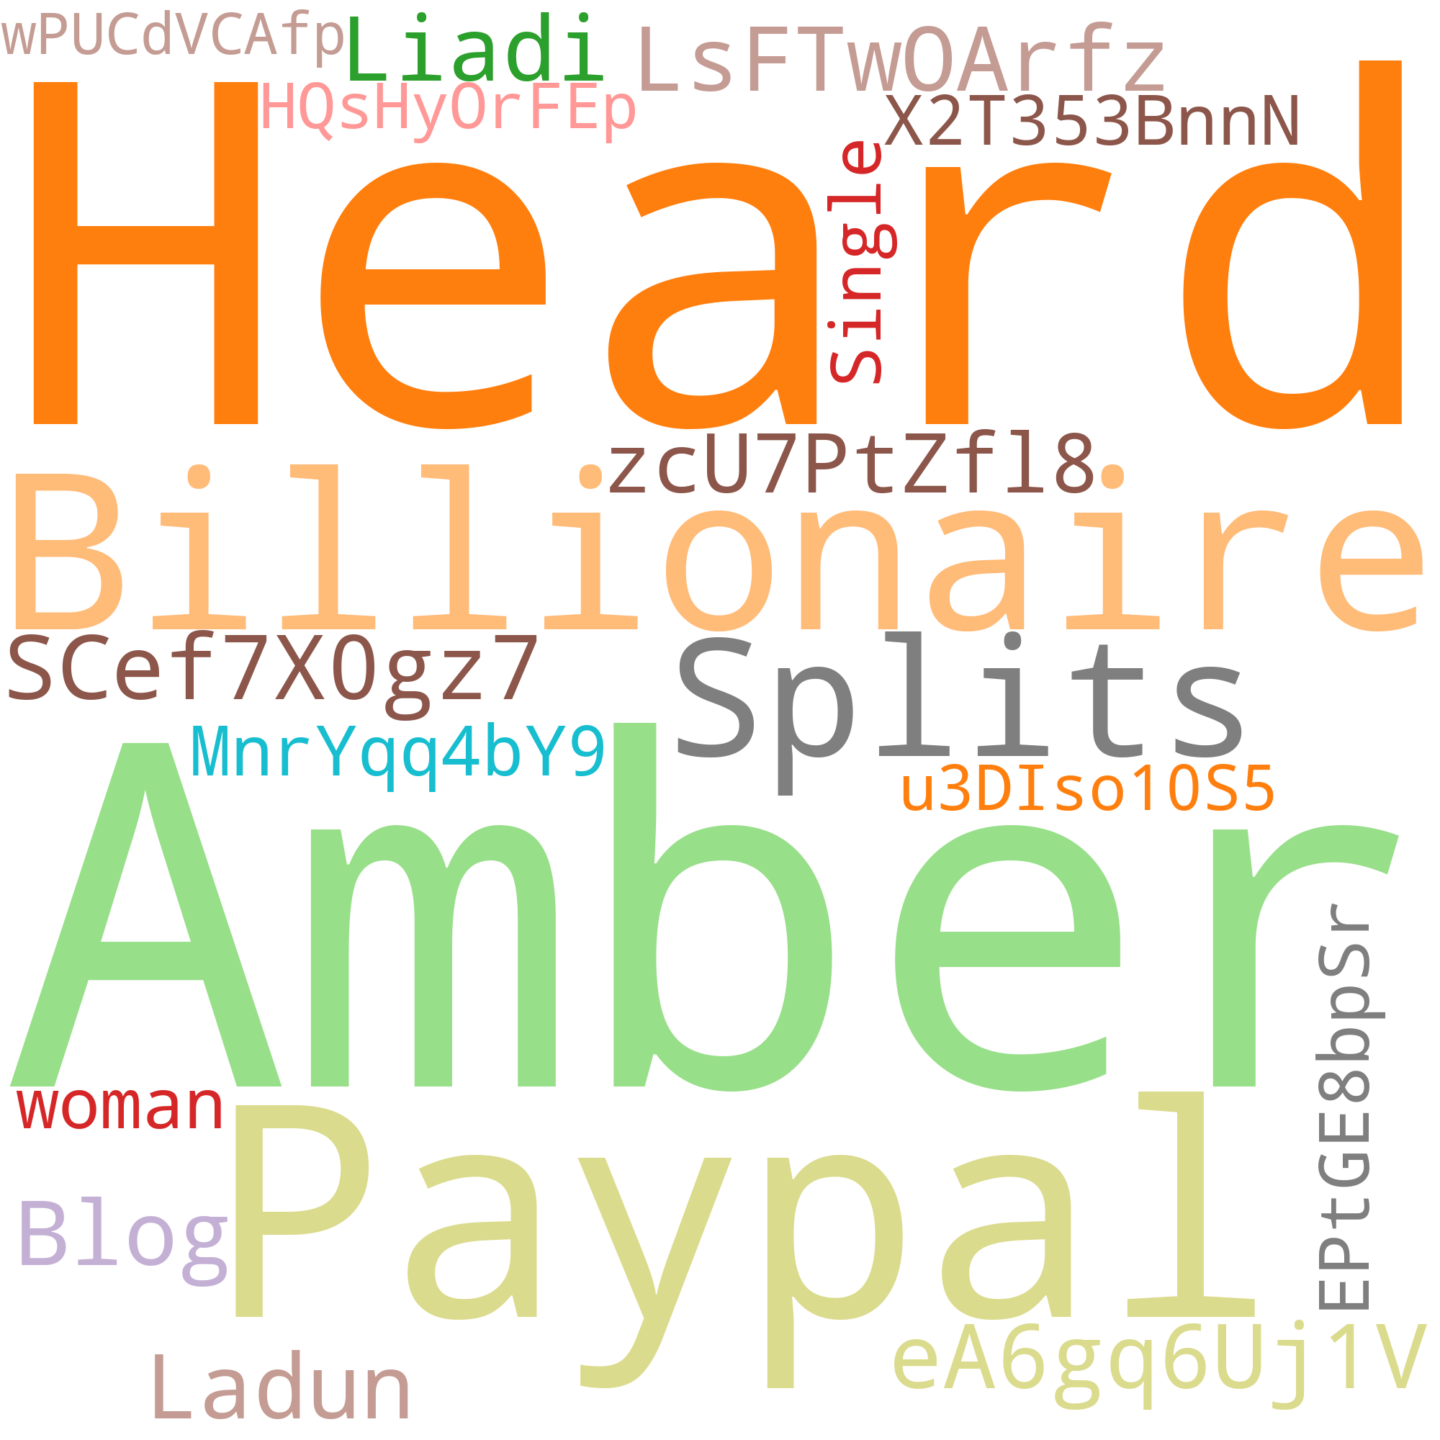 wPUCdVCAfp
Liadi
LsFTwOArfz
HQsHyOrFEp
X2T353BnnN
Heard
Single
zcU7PtZfl8
Billionaire
SCef7X0gz7
Splits
MnrYqq4bY9
u3DIso10S5
Amber
EPtGE8bpSr
woman
Paypal
Blog
eA6gq6Uj1V
Ladun